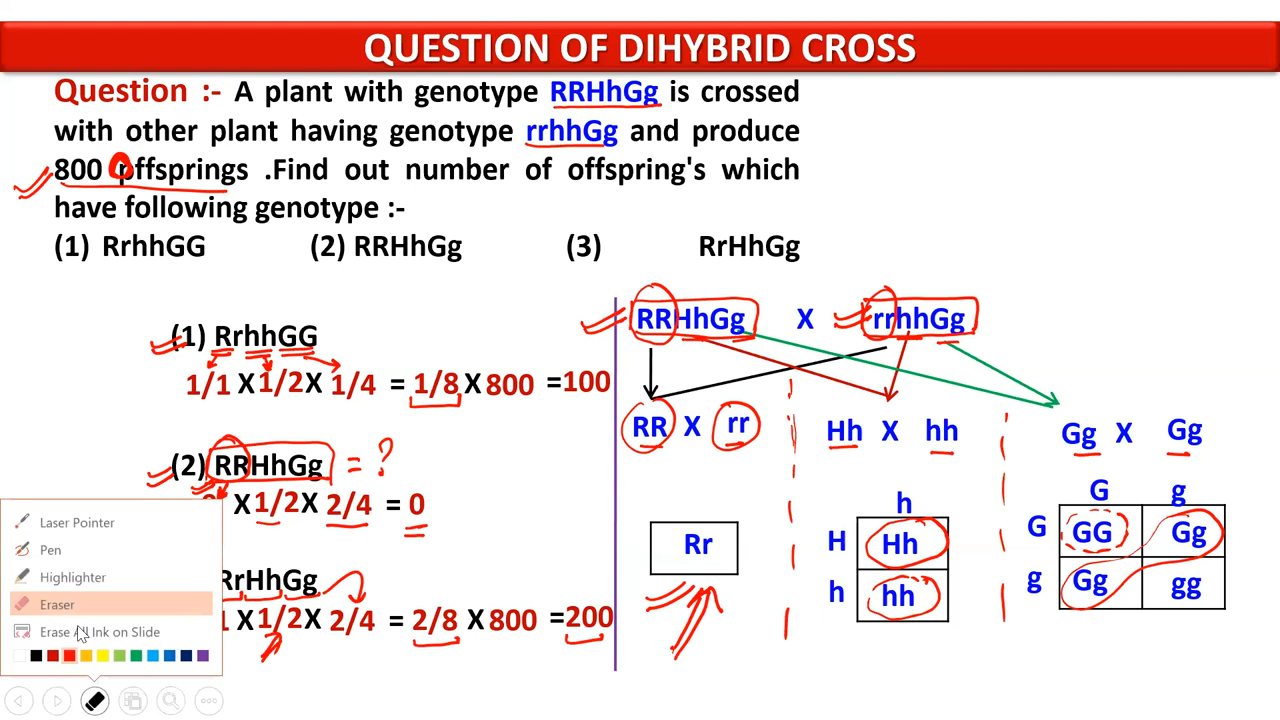 QUESTION OF DIHYBRID CROSS
Question :- A plant with genotype RRHhGg is crossed
with other plant having genotype rrhhGg and produce
800 offsprings .Find out number of offspring's which
have following genotype :-
(1) RrhhGG (2) RRHhGg (3) RrHhGg
(1) RrhhGG
1/1 X 1/2 X 1/4 = 1/8 X 800 =100
(2) RRHhGg = ?
X 1/2 X 2/4 = 0
RrHhGg
1 X 1/2 X 2/4 = 2/8 X 800 =200
RRHhGg X rrhhGg
RR X rr
Hh X hh
Gg X Gg
Rr
h
H Hh
h hh
G g
G GG Gg
g Gg gg
Laser Pointer
Pen
Highlighter
Eraser
Erase All Ink on Slide